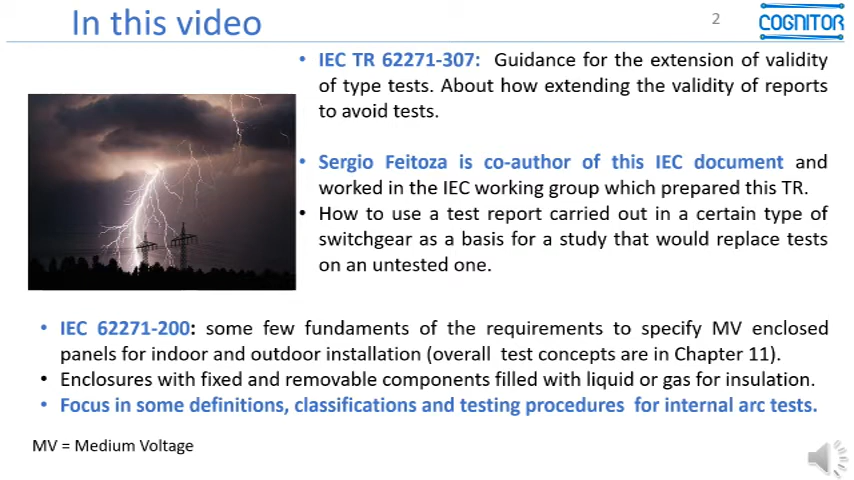 In this video
2
COGNITOR
• IEC TR 62271-307: Guidance for the extension of validity
of type tests. About how extending the validity of reports
to avoid tests.
• Sergio Feitoza is co-author of this IEC document and
worked in the IEC working group which prepared this TR.
• How to use a test report carried out in a certain type of
switchgear as a basis for a study that would replace tests
on an untested one.
• IEC 62271-200: some few fundaments of the requirements to specify MV enclosed
panels for indoor and outdoor installation (overall test concepts are in Chapter 11).
• Enclosures with fixed and removable components filled with liquid or gas for insulation.
• Focus in some definitions, classifications and testing procedures for internal arc tests.
MV = Medium Voltage